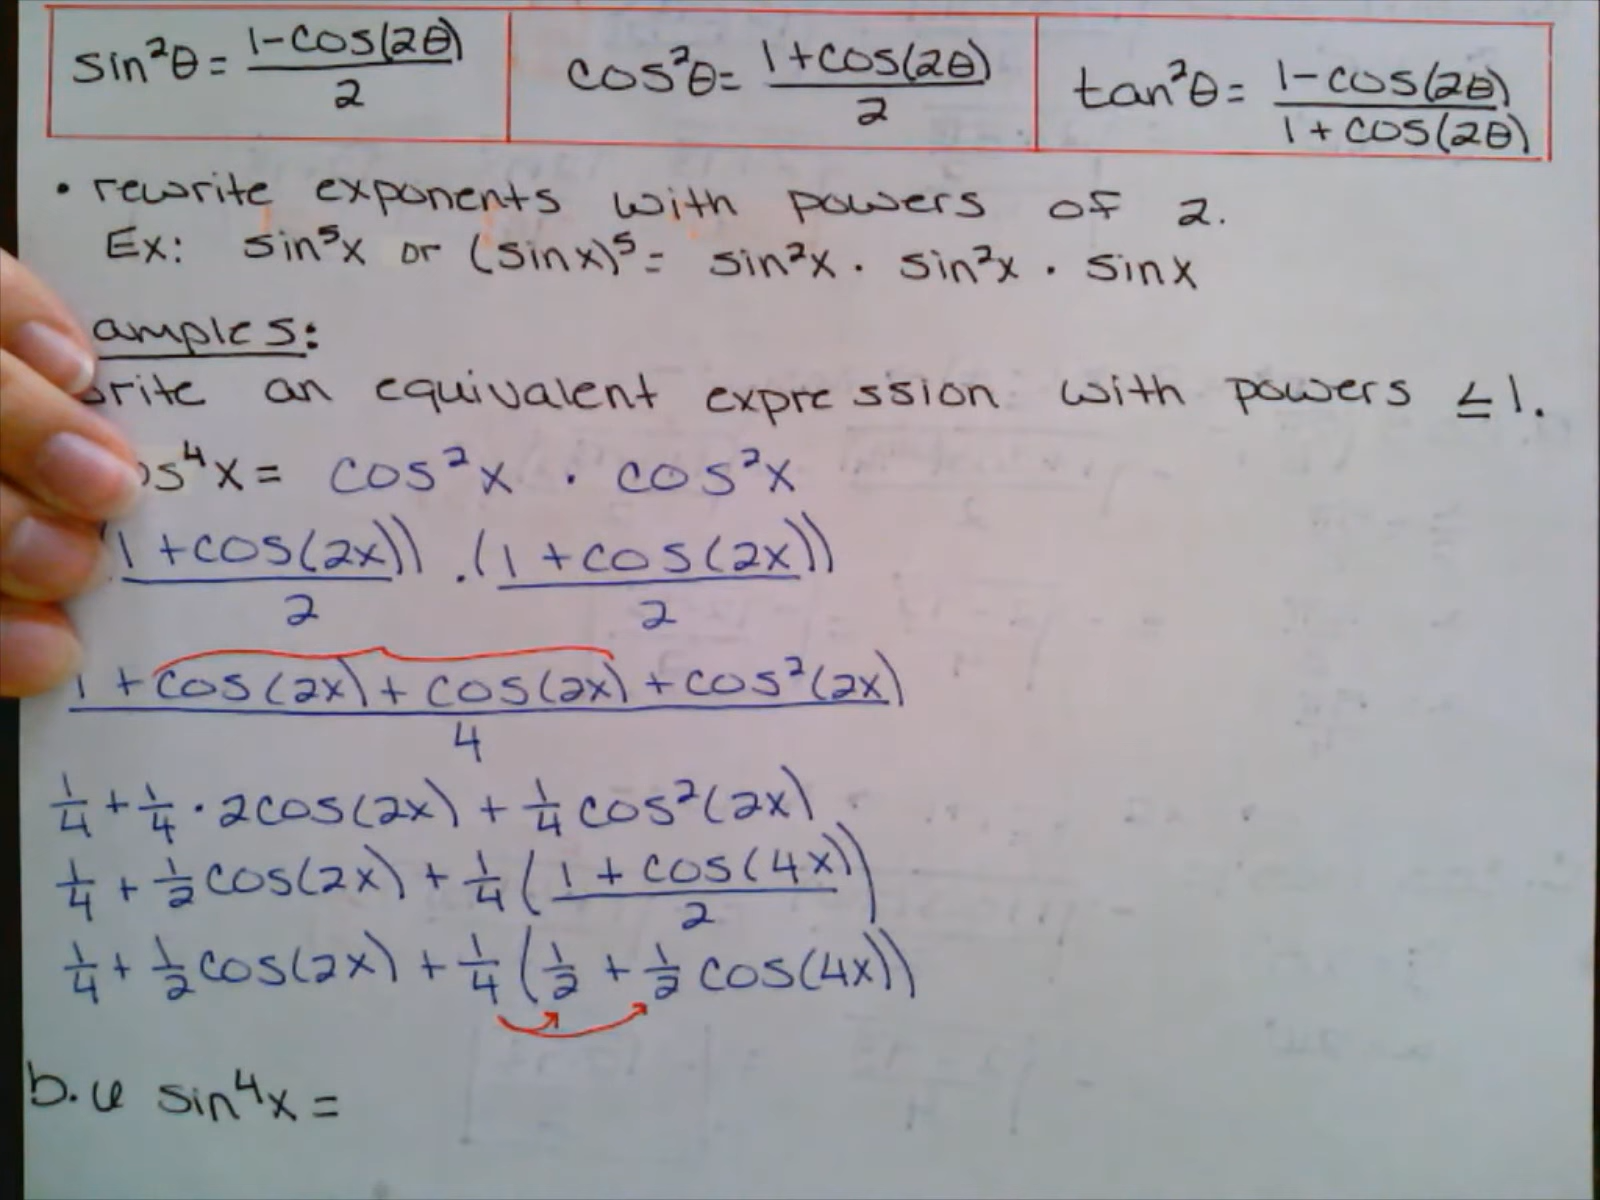 sin²θ = (1-cos(2θ))/2   cos²θ = (1+cos(2θ))/2   tan²θ = (1-cos(2θ))/(1+cos(2θ))
• rewrite exponents with powers of 2.
Ex: sin⁵x or (sinx)⁵ = sin²x · sin²x · sinx
amples:
rite an equivalent expression with powers ≤ 1.
os⁴x = cos²x · cos²x
(1+cos(2x))/2 · (1+cos(2x))/2
(1+cos(2x)+cos(2x)+cos²(2x))/4
1/4 + 1/4 · 2cos(2x) + 1/4 cos²(2x)
1/4 + 1/2 cos(2x) + 1/4 ((1+cos(4x))/2)
1/4 + 1/2 cos(2x) + 1/4 (1/2 + 1/2 cos(4x))
b. sin⁴x =